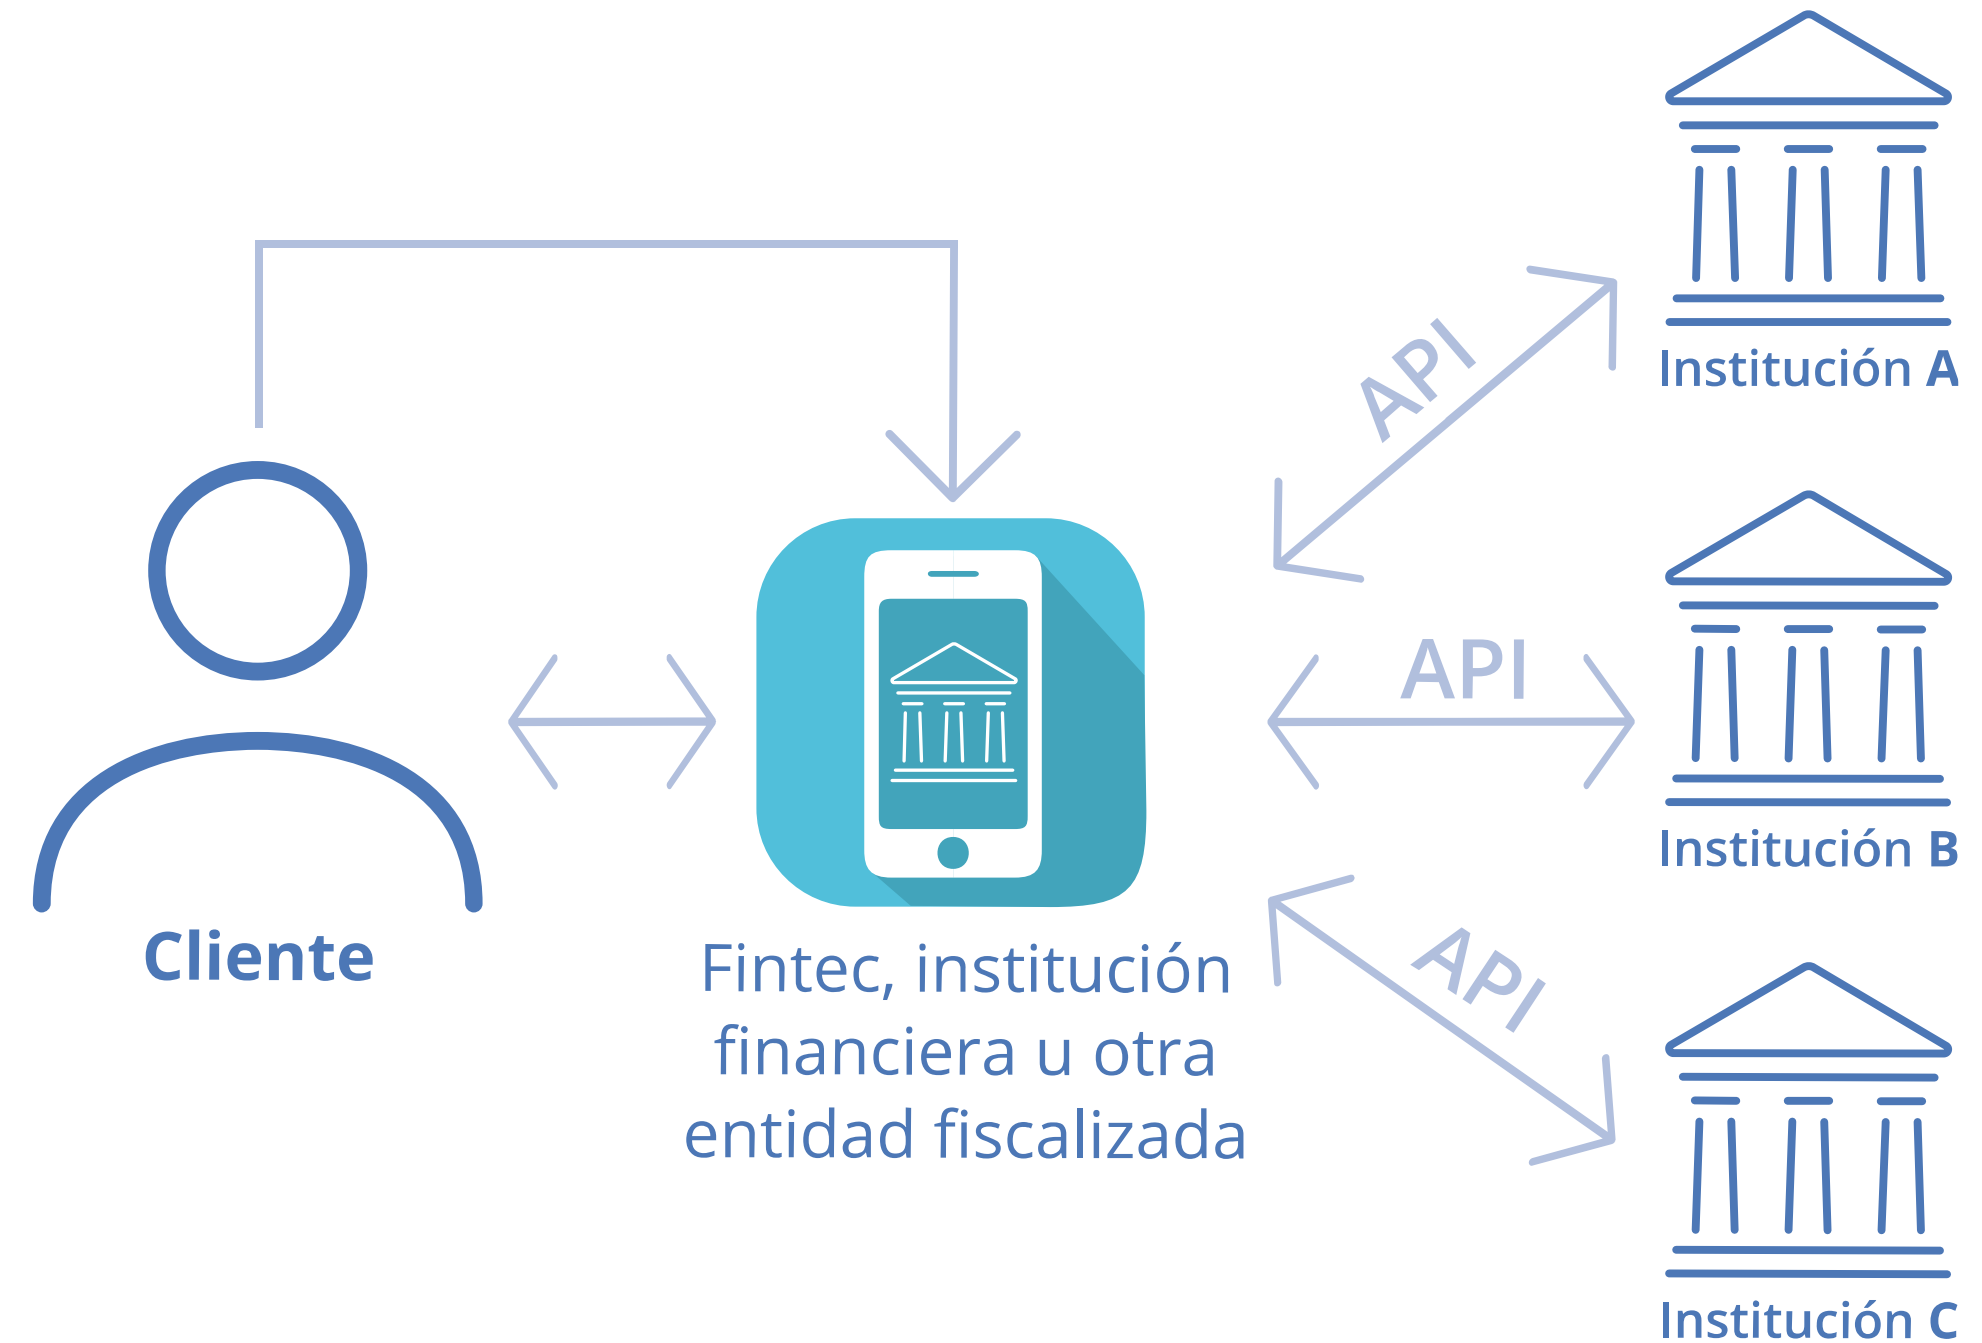 API
Institución A
API
Institución B
Cliente
Fintec, institución
financiera u otra
entidad fiscalizada
API
Institución C